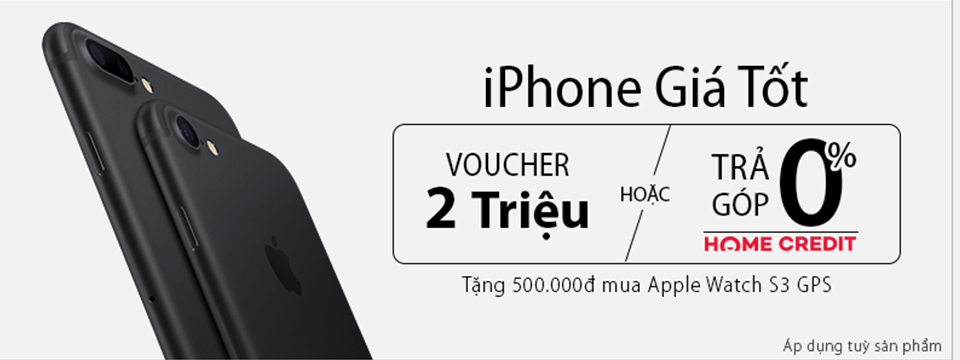 iPhone Giá Tốt
VOUCHER
2 Triệu
HOẶC
TRẢ
GÓP
0%
HOME CREDIT
Tặng 500.000đ mua Apple Watch S3 GPS
Áp dụng tuỳ sản phẩm